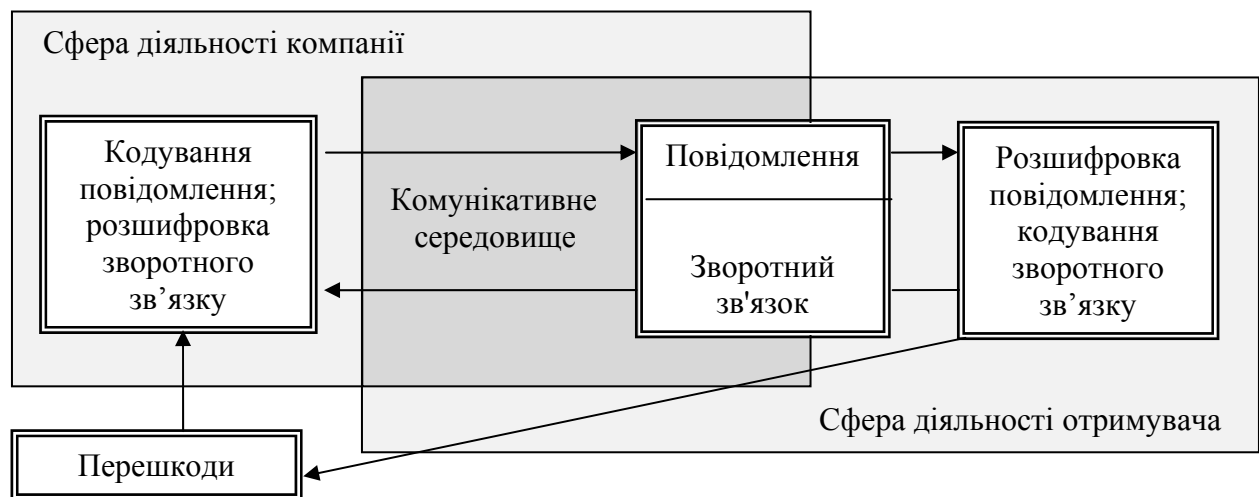 Сфера діяльності компанії
Кодування
повідомлення;
розшифровка
зворотного
зв’язку
Комунікативне
середовище
Повідомлення
Зворотний
зв'язок
Розшифровка
повідомлення;
кодування
зворотного
зв’язку
Сфера діяльності отримувача
Перешкоди